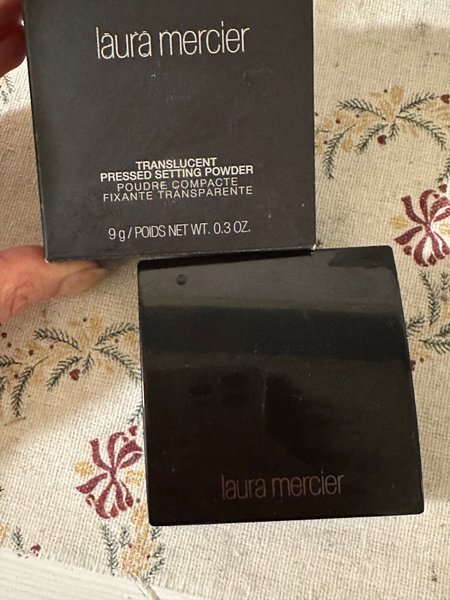 laura mercier
TRANSLUCENT
PRESSED SETTING POWDER
POUDRE COMPACTE
FIXANTE TRANSPARENTE
9 g / POIDS NET WT. 0.3 OZ.
laura mercier